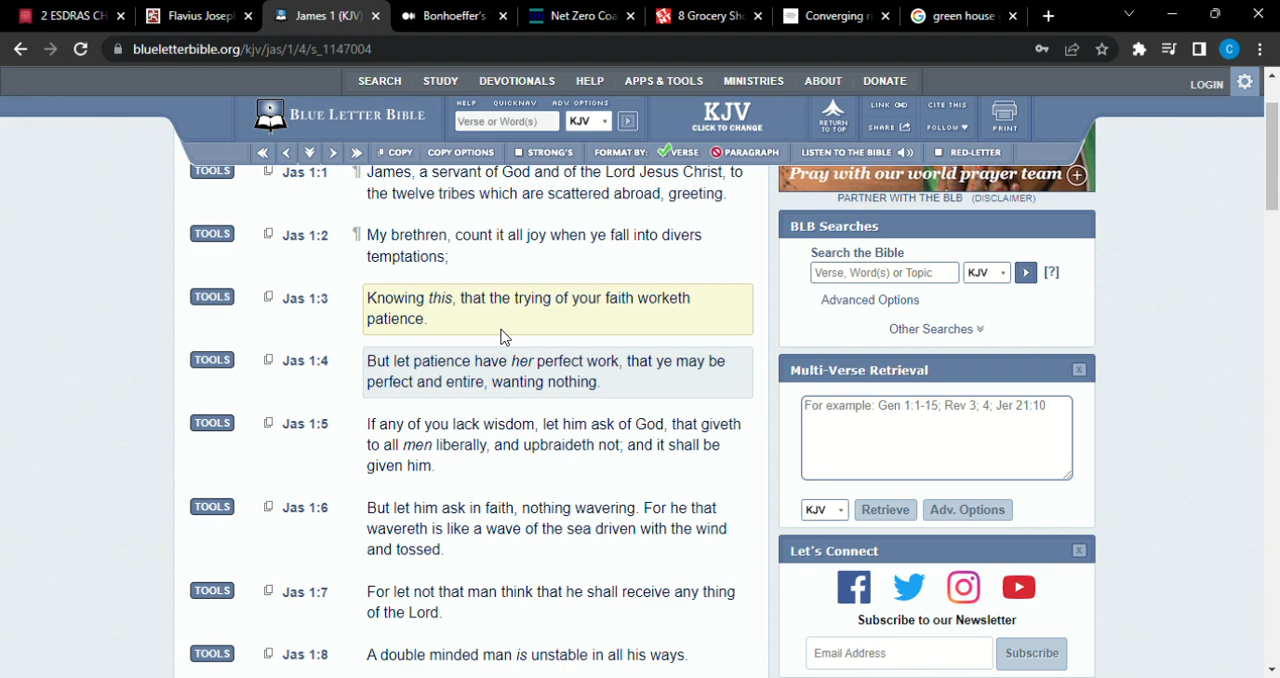 2 ESDRAS CH
Flavius Joseph
James 1 (KJV)
Bonhoeffer's
Net Zero Coa
8 Grocery Sho
Converging ri
green house
blueletterbible.org/kjv/jas/1/4/s_1147004
C
SEARCH STUDY DEVOTIONALS HELP APPS & TOOLS MINISTRIES ABOUT DONATE
LOGIN
BLUE LETTER BIBLE
HELP QUICKNAV ADV. OPTIONS
Verse or Word(s) KJV
KJV
CLICK TO CHANGE
RETURN
TO TOP
LINK CITE THIS
SHARE FOLLOW
PRINT
COPY COPY OPTIONS STRONG'S FORMAT BY: VERSE PARAGRAPH LISTEN TO THE BIBLE RED-LETTER
TOOLS Jas 1:1 ¶ James, a servant of God and of the Lord Jesus Christ, to
the twelve tribes which are scattered abroad, greeting.
TOOLS Jas 1:2 ¶ My brethren, count it all joy when ye fall into divers
temptations;
TOOLS Jas 1:3 Knowing this, that the trying of your faith worketh
patience.
TOOLS Jas 1:4 But let patience have her perfect work, that ye may be
perfect and entire, wanting nothing.
TOOLS Jas 1:5 If any of you lack wisdom, let him ask of God, that giveth
to all men liberally, and upbraideth not; and it shall be
given him.
TOOLS Jas 1:6 But let him ask in faith, nothing wavering. For he that
wavereth is like a wave of the sea driven with the wind
and tossed.
TOOLS Jas 1:7 For let not that man think that he shall receive any thing
of the Lord.
TOOLS Jas 1:8 A double minded man is unstable in all his ways.
Pray with our world prayer team
PARTNER WITH THE BLB (DISCLAIMER)
BLB Searches
Search the Bible
Verse, Word(s) or Topic KJV [?]
Advanced Options
Other Searches
Multi-Verse Retrieval x
For example: Gen 1:1-15; Rev 3; 4; Jer 21:10
KJV Retrieve Adv. Options
Let's Connect x
Subscribe to our Newsletter
Email Address Subscribe